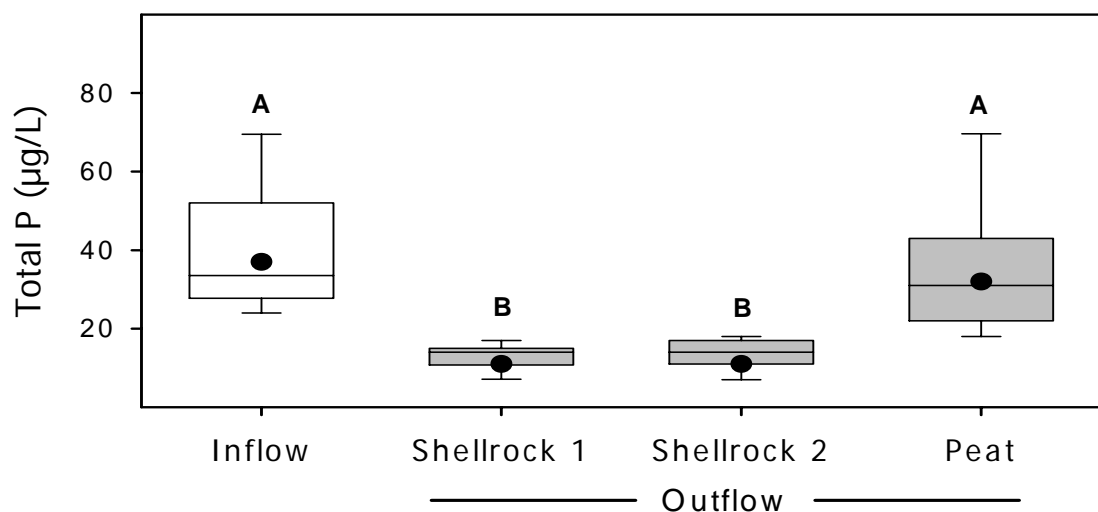 Total P (µg/L)
80
60
40
20
A
B
B
A
Inflow
Shellrock 1
Shellrock 2
Peat
Outflow